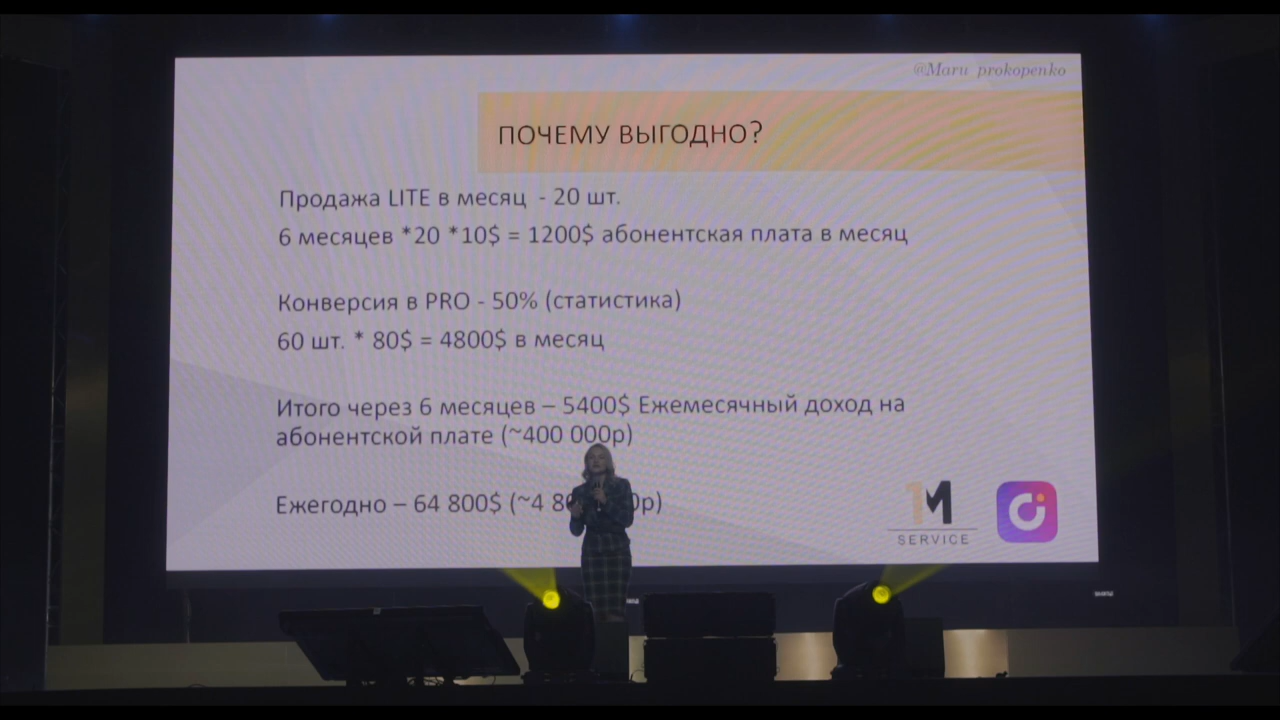 @Maru prokopenko
ПОЧЕМУ ВЫГОДНО?
Продажа LITE в месяц - 20 шт.
6 месяцев *20 *10$ = 1200$ абонентская плата в месяц
Конверсия в PRO - 50% (статистика)
60 шт. * 80$ = 4800$ в месяц
Итого через 6 месяцев – 5400$ Ежемесячный доход на
абонентской плате (~400 000р)
Ежегодно – 64 800$ (~4
1M
SERVICE